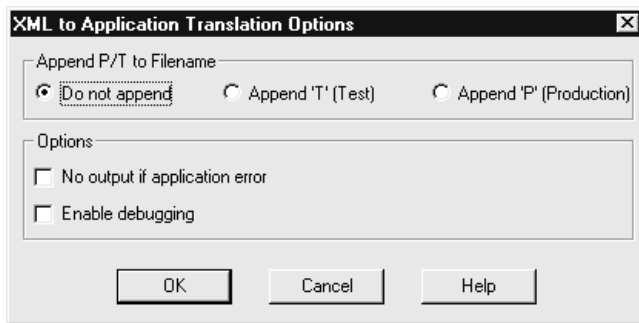 XML to Application Translation Options
Append P/T to Filename
Do not append Append 'T' (Test) Append 'P' (Production)
Options
No output if application error
Enable debugging
OK Cancel Help